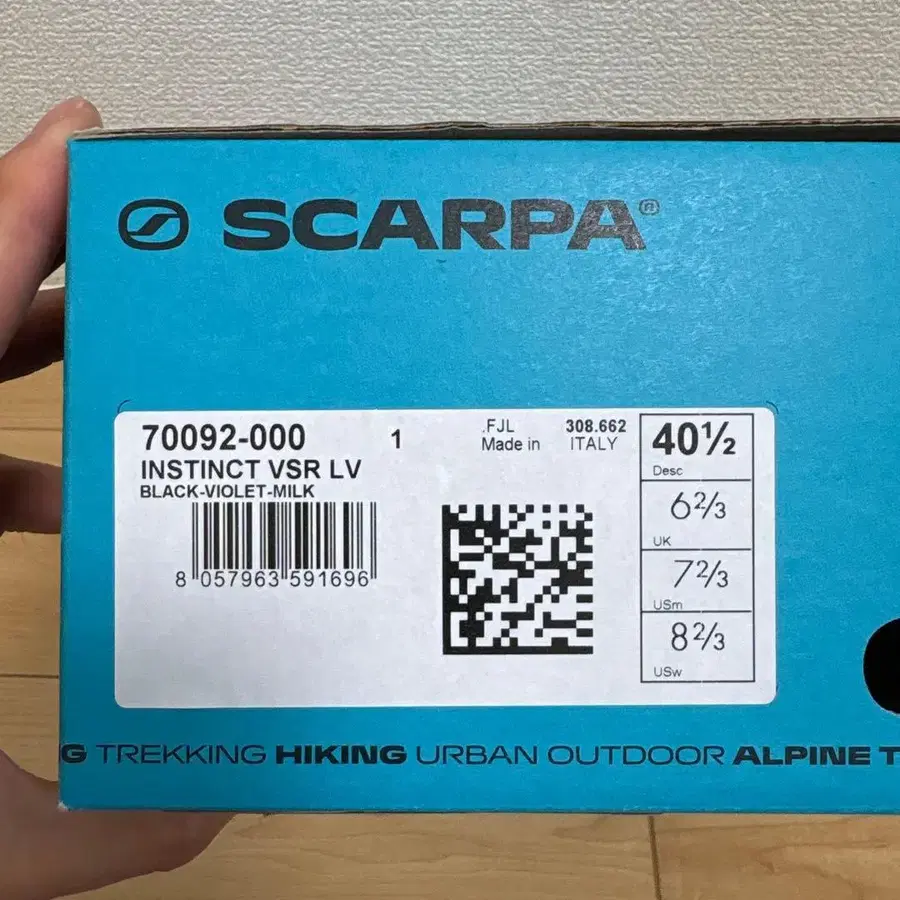 SCARPA®
70092-000
1
.FJL 308.662
Made in ITALY
INSTINCT VSR LV
BLACK-VIOLET-MILK
8 057963 591696
40½
Desc
6⅔
UK
7⅔
USm
8⅔
USw
G TREKKING HIKING URBAN OUTDOOR ALPINE T